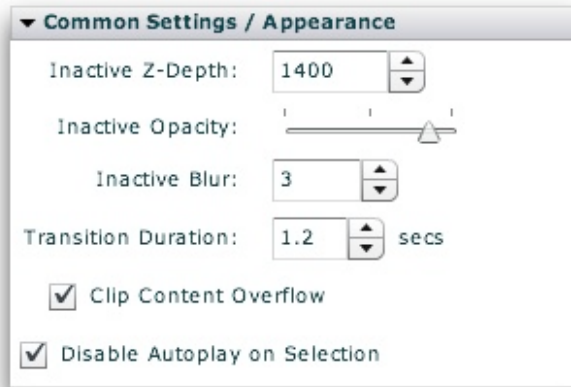 Common Settings / Appearance
Inactive Z-Depth: 1400
Inactive Opacity:
Inactive Blur: 3
Transition Duration: 1.2 secs
Clip Content Overflow
Disable Autoplay on Selection